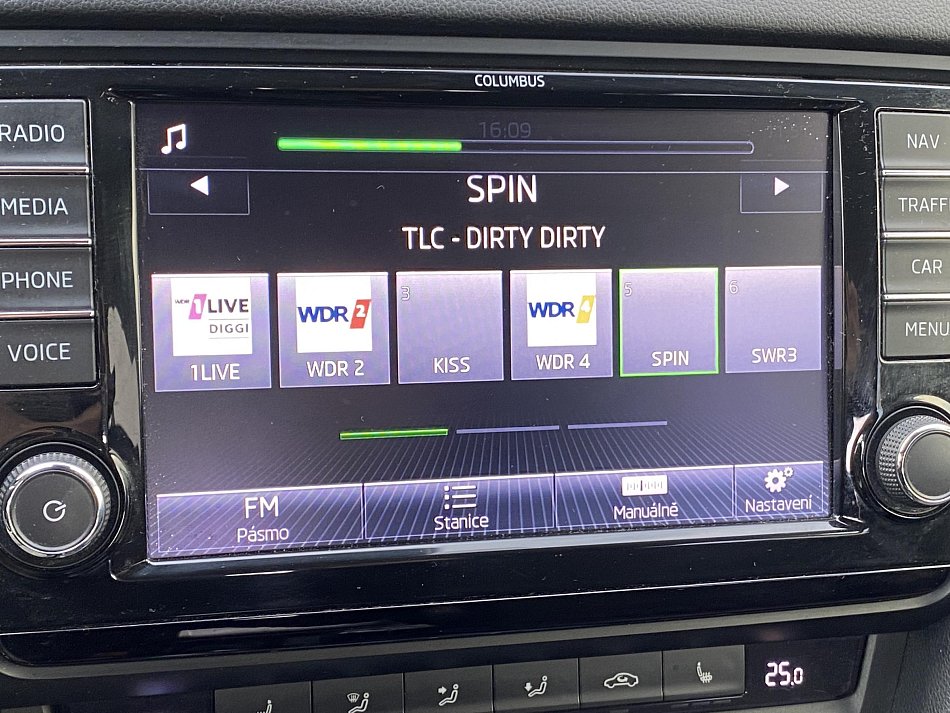 COLUMBUS
RADIO
MEDIA
PHONE
VOICE
16:09
SPIN
TLC - DIRTY DIRTY
WDR 1LIVE
DIGGI
1LIVE
WDR 2
WDR 2
3
KISS
WDR 4
WDR 4
5
SPIN
6
SWR3
FM
Pásmo
Stanice
Manuálně
Nastavení
NAV
TRAFF
CAR
MENU
25.0